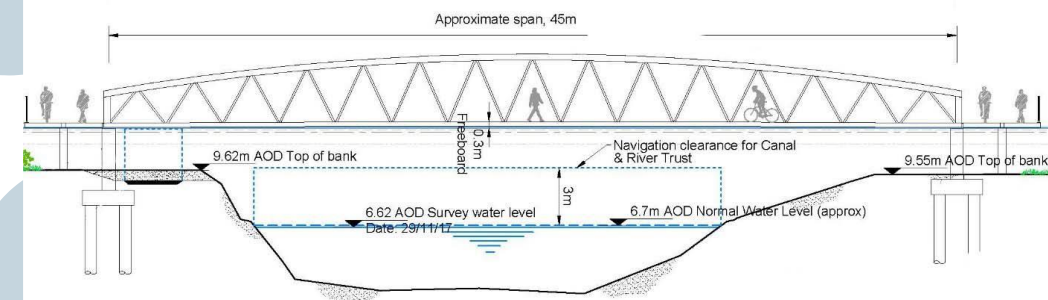 Approximate span, 45m
0.3m
Freeboard
Navigation clearance for Canal
& River Trust
9.62m AOD Top of bank
9.55m AOD Top of bank
3m
6.62 AOD Survey water level
Date: 29/11/17
6.7m AOD Normal Water Level (approx)